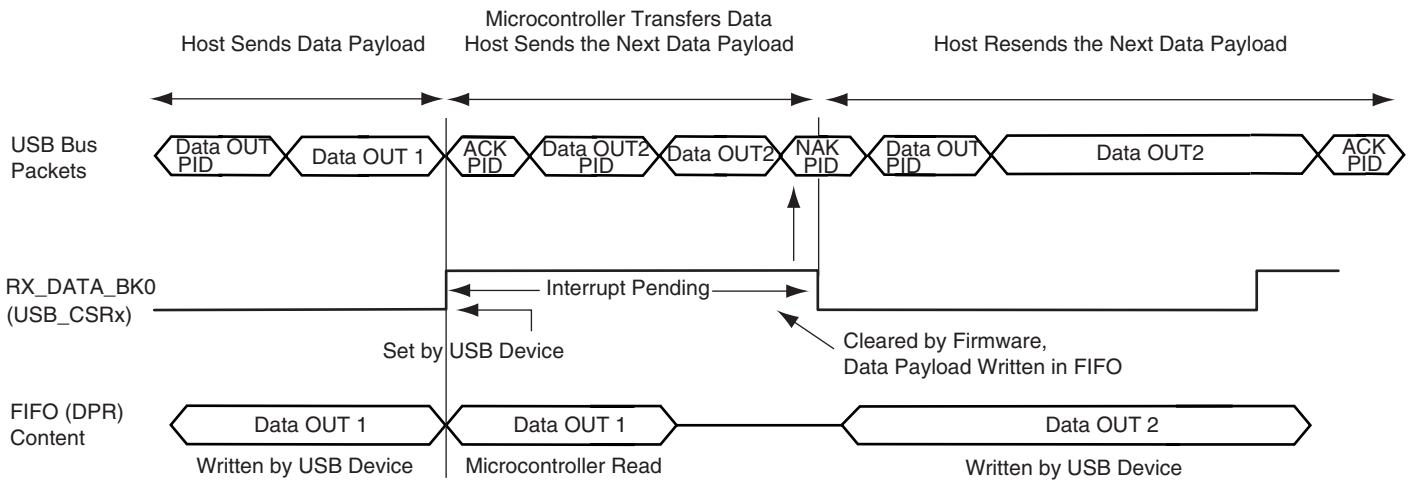 Microcontroller Transfers Data
Host Sends Data Payload
Host Sends the Next Data Payload
Host Resends the Next Data Payload
USB Bus
Packets
Data OUT
PID
Data OUT 1
ACK
PID
Data OUT2
PID
Data OUT2
NAK
PID
Data OUT
PID
Data OUT2
ACK
PID
RX_DATA_BK0
(USB_CSRx)
Interrupt Pending
Set by USB Device
Cleared by Firmware,
Data Payload Written in FIFO
FIFO (DPR)
Content
Data OUT 1
Data OUT 1
Data OUT 2
Written by USB Device
Microcontroller Read
Written by USB Device